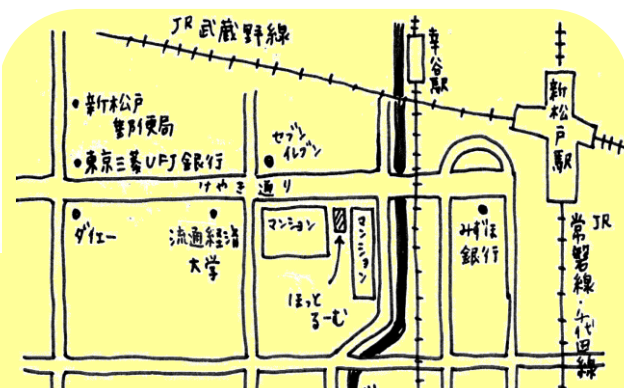 JR武蔵野線
幸谷駅
新松戸駅
新松戸
郵便局
セブン
イレブン
東京三菱UFJ銀行
けやき通り
ダイエー
流通経済
大学
マンション
マンション
みずほ
銀行
ほっと
るーむ
JR
常磐線・千代田線